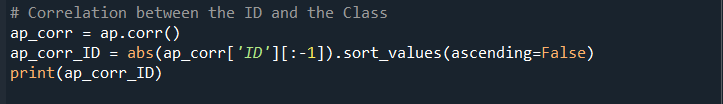 # Correlation between the ID and the Class
ap_corr = ap.corr()
ap_corr_ID = abs(ap_corr['ID'][:-1]).sort_values(ascending=False)
print(ap_corr_ID)